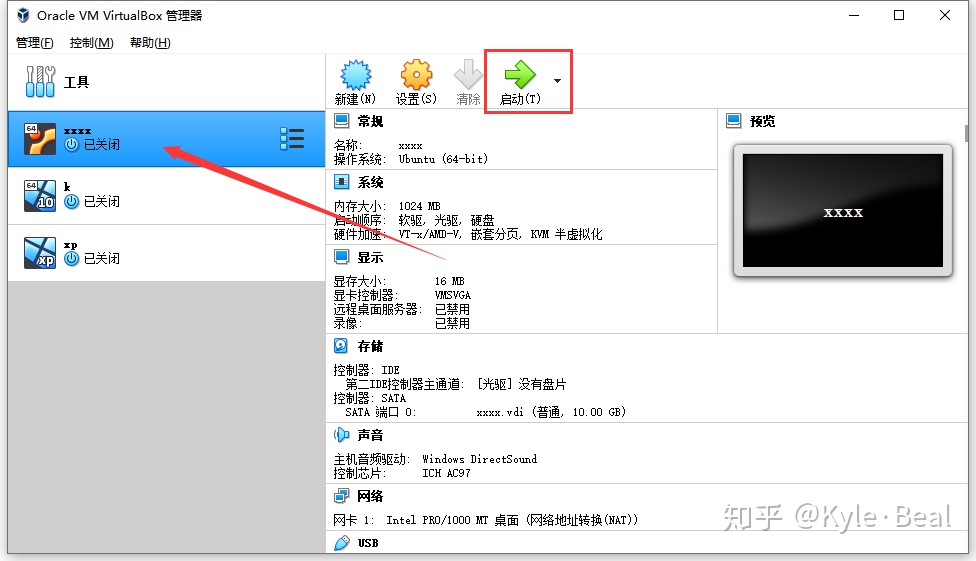 Oracle VM VirtualBox 管理器
管理(F) 控制(M) 帮助(H)
工具
新建(N) 设置(S) 清除 启动(T)
64 xxxx
已关闭
64 10 k
已关闭
xp xp
已关闭
常规
名称: xxxx
操作系统: Ubuntu (64-bit)
系统
内存大小: 1024 MB
启动顺序: 软驱, 光驱, 硬盘
硬件加速: VT-x/AMD-V, 嵌套分页, KVM 半虚拟化
显示
显存大小: 16 MB
显卡控制器: VMSVGA
远程桌面服务器: 已禁用
录像: 已禁用
存储
控制器: IDE
第二IDE控制器主通道: [光驱] 没有盘片
控制器: SATA
SATA 端口 0: xxxx.vdi (普通, 10.00 GB)
声音
主机音频驱动: Windows DirectSound
控制芯片: ICH AC97
网络
网卡 1: Intel PRO/1000 MT 桌面 (网络地址转换(NAT))
USB
预览
xxxx
知乎 @Kyle·Beal